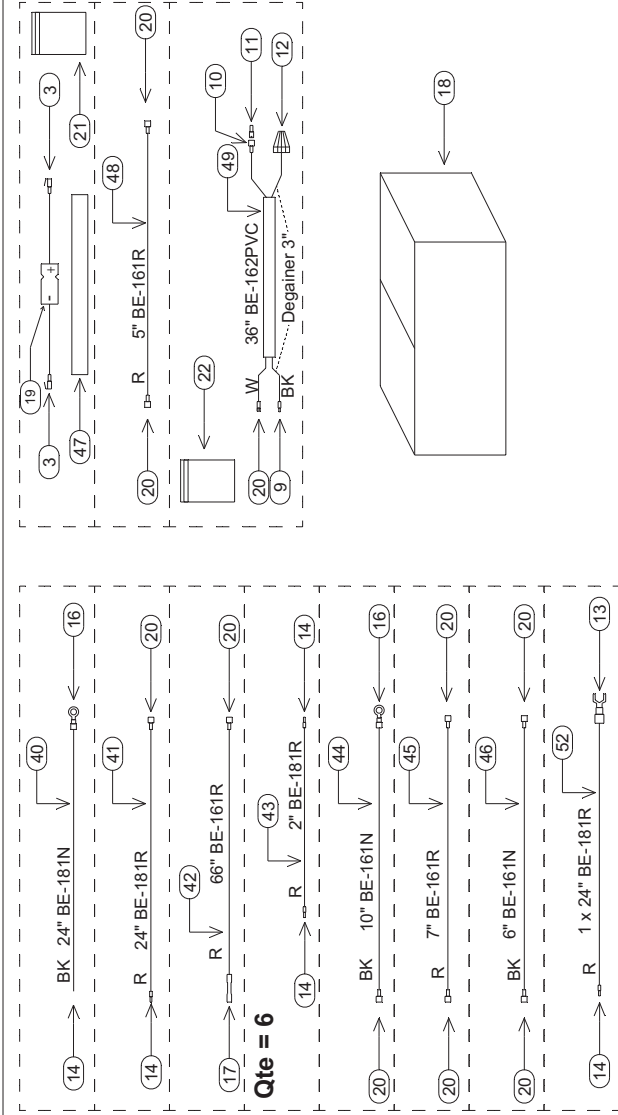 14
BK 24" BE-181N
40
16
14
R 24" BE-181R
41
20
17
R 66" BE-161R
42
20
Qte = 6
14
R 2" BE-181R
43
14
20
BK 10" BE-161N
44
16
20
R 7" BE-161R
45
20
20
BK 6" BE-161N
46
20
14
R 1 x 24" BE-181R
52
13
3
19
- +
3
47
21
20
R 5" BE-161R
48
20
22
20
W
9
BK
36" BE-162PVC
Degainer 3"
49
10
11
12
18